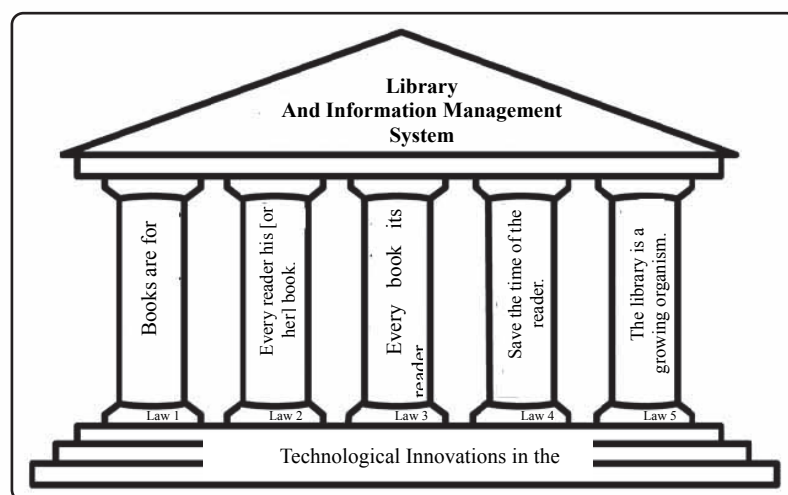 Library
And Information Management
System
Books are for
Every reader his [or
her] book.
Every book its
reader
Save the time of the
reader.
The library is a
growing organism.
Law 1
Law 2
Law 3
Law 4
Law 5
Technological Innovations in the